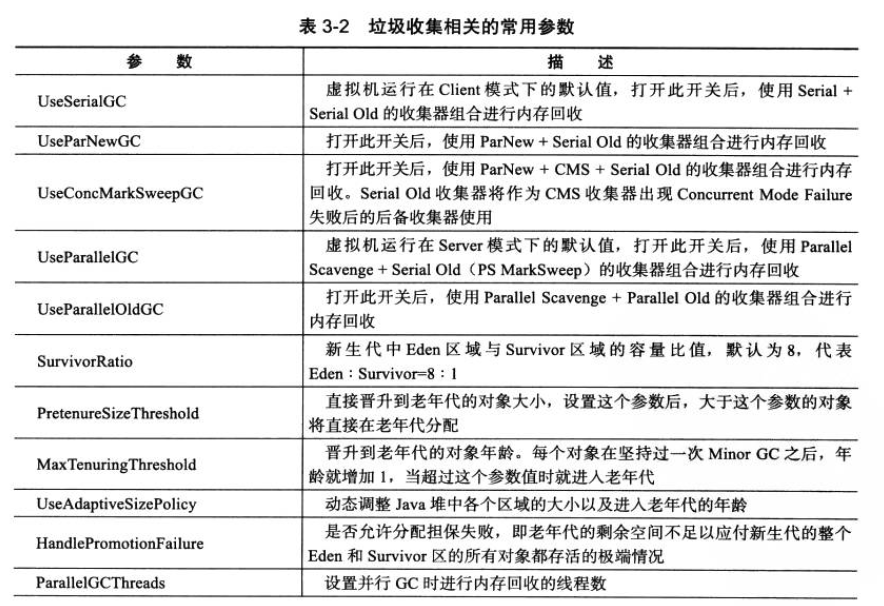 表 3-2 垃圾收集相关的常用参数
参 数
描 述
UseSerialGC
虚拟机运行在 Client 模式下的默认值，打开此开关后，使用 Serial +
Serial Old 的收集器组合进行内存回收
UseParNewGC
打开此开关后，使用 ParNew + Serial Old 的收集器组合进行内存回收
UseConcMarkSweepGC
打开此开关后，使用 ParNew + CMS + Serial Old 的收集器组合进行内存
回收。Serial Old 收集器将作为 CMS 收集器出现 Concurrent Mode Failure
失败后的后备收集器使用
UseParallelGC
虚拟机运行在 Server 模式下的默认值，打开此开关后，使用 Parallel
Scavenge + Serial Old（PS MarkSweep）的收集器组合进行内存回收
UseParallelOldGC
打开此开关后，使用 Parallel Scavenge + Parallel Old 的收集器组合进行
内存回收
SurvivorRatio
新生代中 Eden 区域与 Survivor 区域的容量比值，默认为 8，代表
Eden：Survivor=8：1
PretenureSizeThreshold
直接晋升到老年代的对象大小，设置这个参数后，大于这个参数的对象
将直接在老年代分配
MaxTenuringThreshold
晋升到老年代的对象年龄。每个对象在坚持过一次 Minor GC 之后，年
龄就增加 1，当超过这个参数值时就进入老年代
UseAdaptiveSizePolicy
动态调整 Java 堆中各个区域的大小以及进入老年代的年龄
HandlePromotionFailure
是否允许分配担保失败，即老年代的剩余空间不足以应付新生代的整个
Eden 和 Survivor 区的所有对象都存活的极端情况
ParallelGCThreads
设置并行 GC 时进行内存回收的线程数